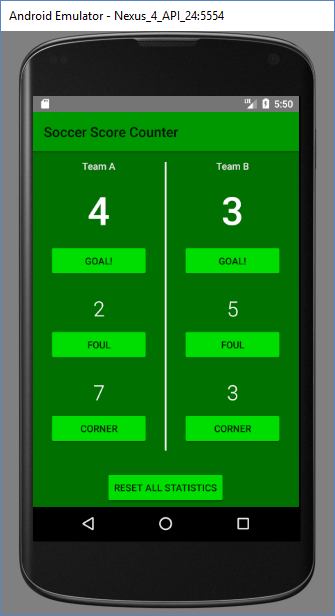 Android Emulator - Nexus_4_API_24:5554
LTE 5:50
Soccer Score Counter
Team A Team B
4 3
GOAL! GOAL!
2 5
FOUL FOUL
7 3
CORNER CORNER
RESET ALL STATISTICS